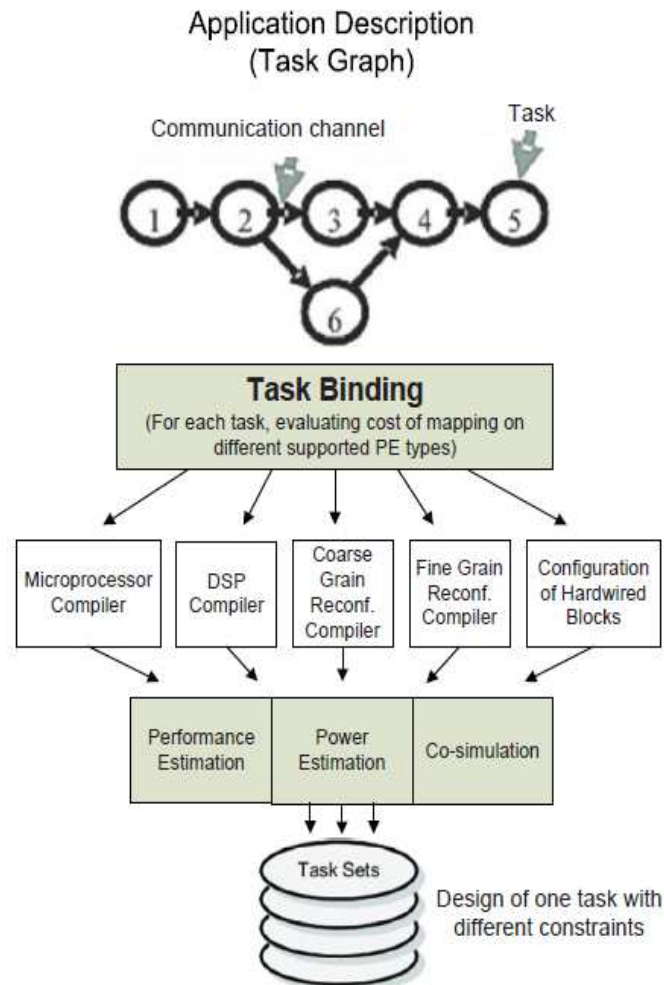 Application Description
(Task Graph)
Task
Communication channel
1
2
3
4
5
6
Task Binding
(For each task, evaluating cost of mapping on
different supported PE types)
Microprocessor
Compiler
DSP
Compiler
Coarse
Grain
Reconf.
Compiler
Fine Grain
Reconf.
Compiler
Configuration
of Hardwired
Blocks
Performance
Estimation
Power
Estimation
Co-simulation
Task Sets
Design of one task with
different constraints